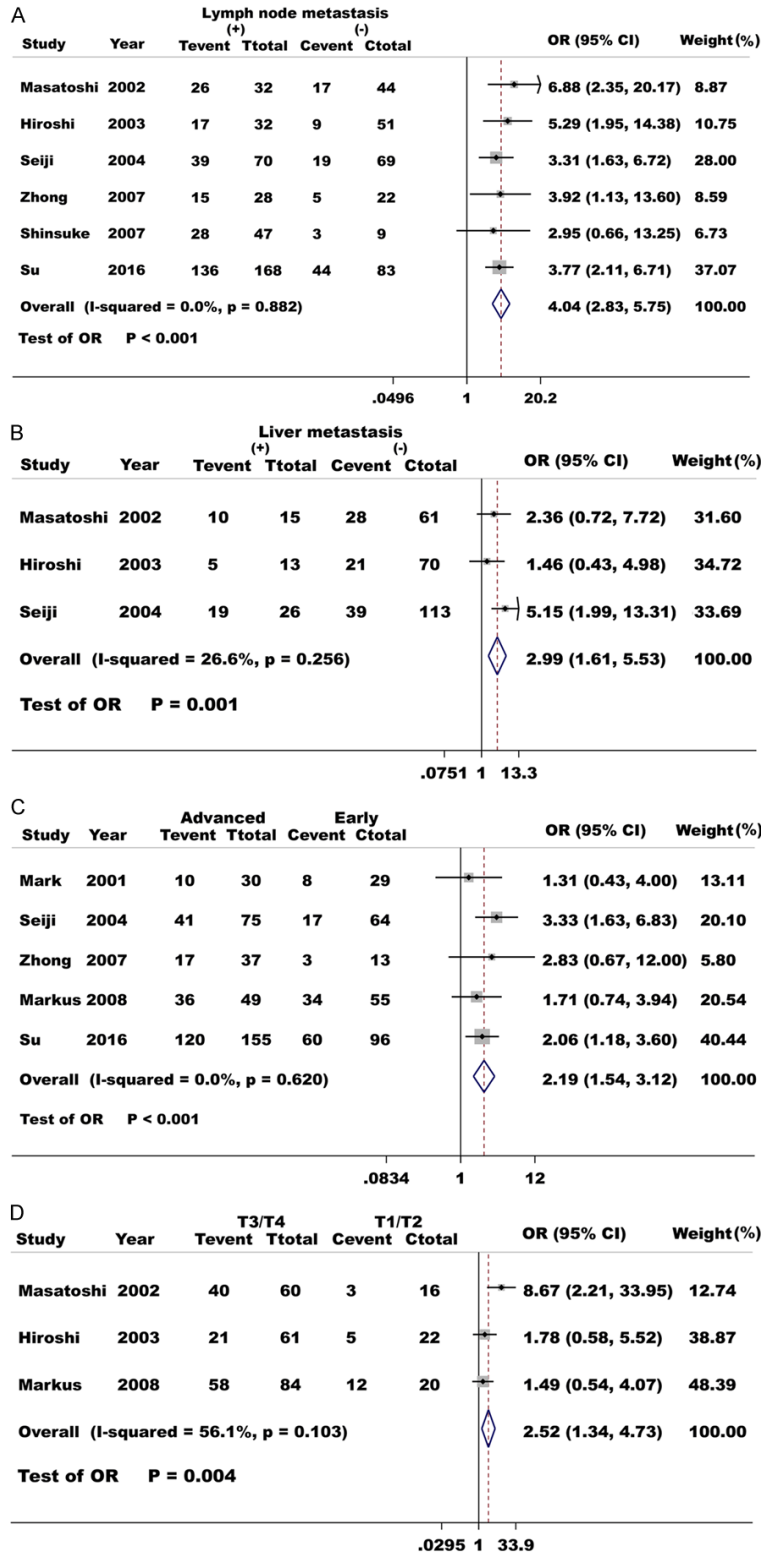 A
Lymph node metastasis
(+) (-)
Study Year Tevent Ttotal Cevent Ctotal OR (95% CI) Weight(%)
Masatoshi 2002 26 32 17 44 6.88 (2.35, 20.17) 8.87
Hiroshi 2003 17 32 9 51 5.29 (1.95, 14.38) 10.75
Seiji 2004 39 70 19 69 3.31 (1.63, 6.72) 28.00
Zhong 2007 15 28 5 22 3.92 (1.13, 13.60) 8.59
Shinsuke 2007 28 47 3 9 2.95 (0.66, 13.25) 6.73
Su 2016 136 168 44 83 3.77 (2.11, 6.71) 37.07
Overall (I-squared = 0.0%, p = 0.882) 4.04 (2.83, 5.75) 100.00
Test of OR P < 0.001
.0496 1 20.2
B
Liver metastasis
(+) (-)
Study Year Tevent Ttotal Cevent Ctotal OR (95% CI) Weight(%)
Masatoshi 2002 10 15 28 61 2.36 (0.72, 7.72) 31.60
Hiroshi 2003 5 13 21 70 1.46 (0.43, 4.98) 34.72
Seiji 2004 19 26 39 113 5.15 (1.99, 13.31) 33.69
Overall (I-squared = 26.6%, p = 0.256) 2.99 (1.61, 5.53) 100.00
Test of OR P = 0.001
.0751 1 13.3
C
Advanced Early
Study Year Tevent Ttotal Cevent Ctotal OR (95% CI) Weight(%)
Mark 2001 10 30 8 29 1.31 (0.43, 4.00) 13.11
Seiji 2004 41 75 17 64 3.33 (1.63, 6.83) 20.10
Zhong 2007 17 37 3 13 2.83 (0.67, 12.00) 5.80
Markus 2008 36 49 34 55 1.71 (0.74, 3.94) 20.54
Su 2016 120 155 60 96 2.06 (1.18, 3.60) 40.44
Overall (I-squared = 0.0%, p = 0.620) 2.19 (1.54, 3.12) 100.00
Test of OR P < 0.001
.0834 1 12
D
T3/T4 T1/T2
Study Year Tevent Ttotal Cevent Ctotal OR (95% CI) Weight(%)
Masatoshi 2002 40 60 3 16 8.67 (2.21, 33.95) 12.74
Hiroshi 2003 21 61 5 22 1.78 (0.58, 5.52) 38.87
Markus 2008 58 84 12 20 1.49 (0.54, 4.07) 48.39
Overall (I-squared = 56.1%, p = 0.103) 2.52 (1.34, 4.73) 100.00
Test of OR P = 0.004
.0295 1 33.9